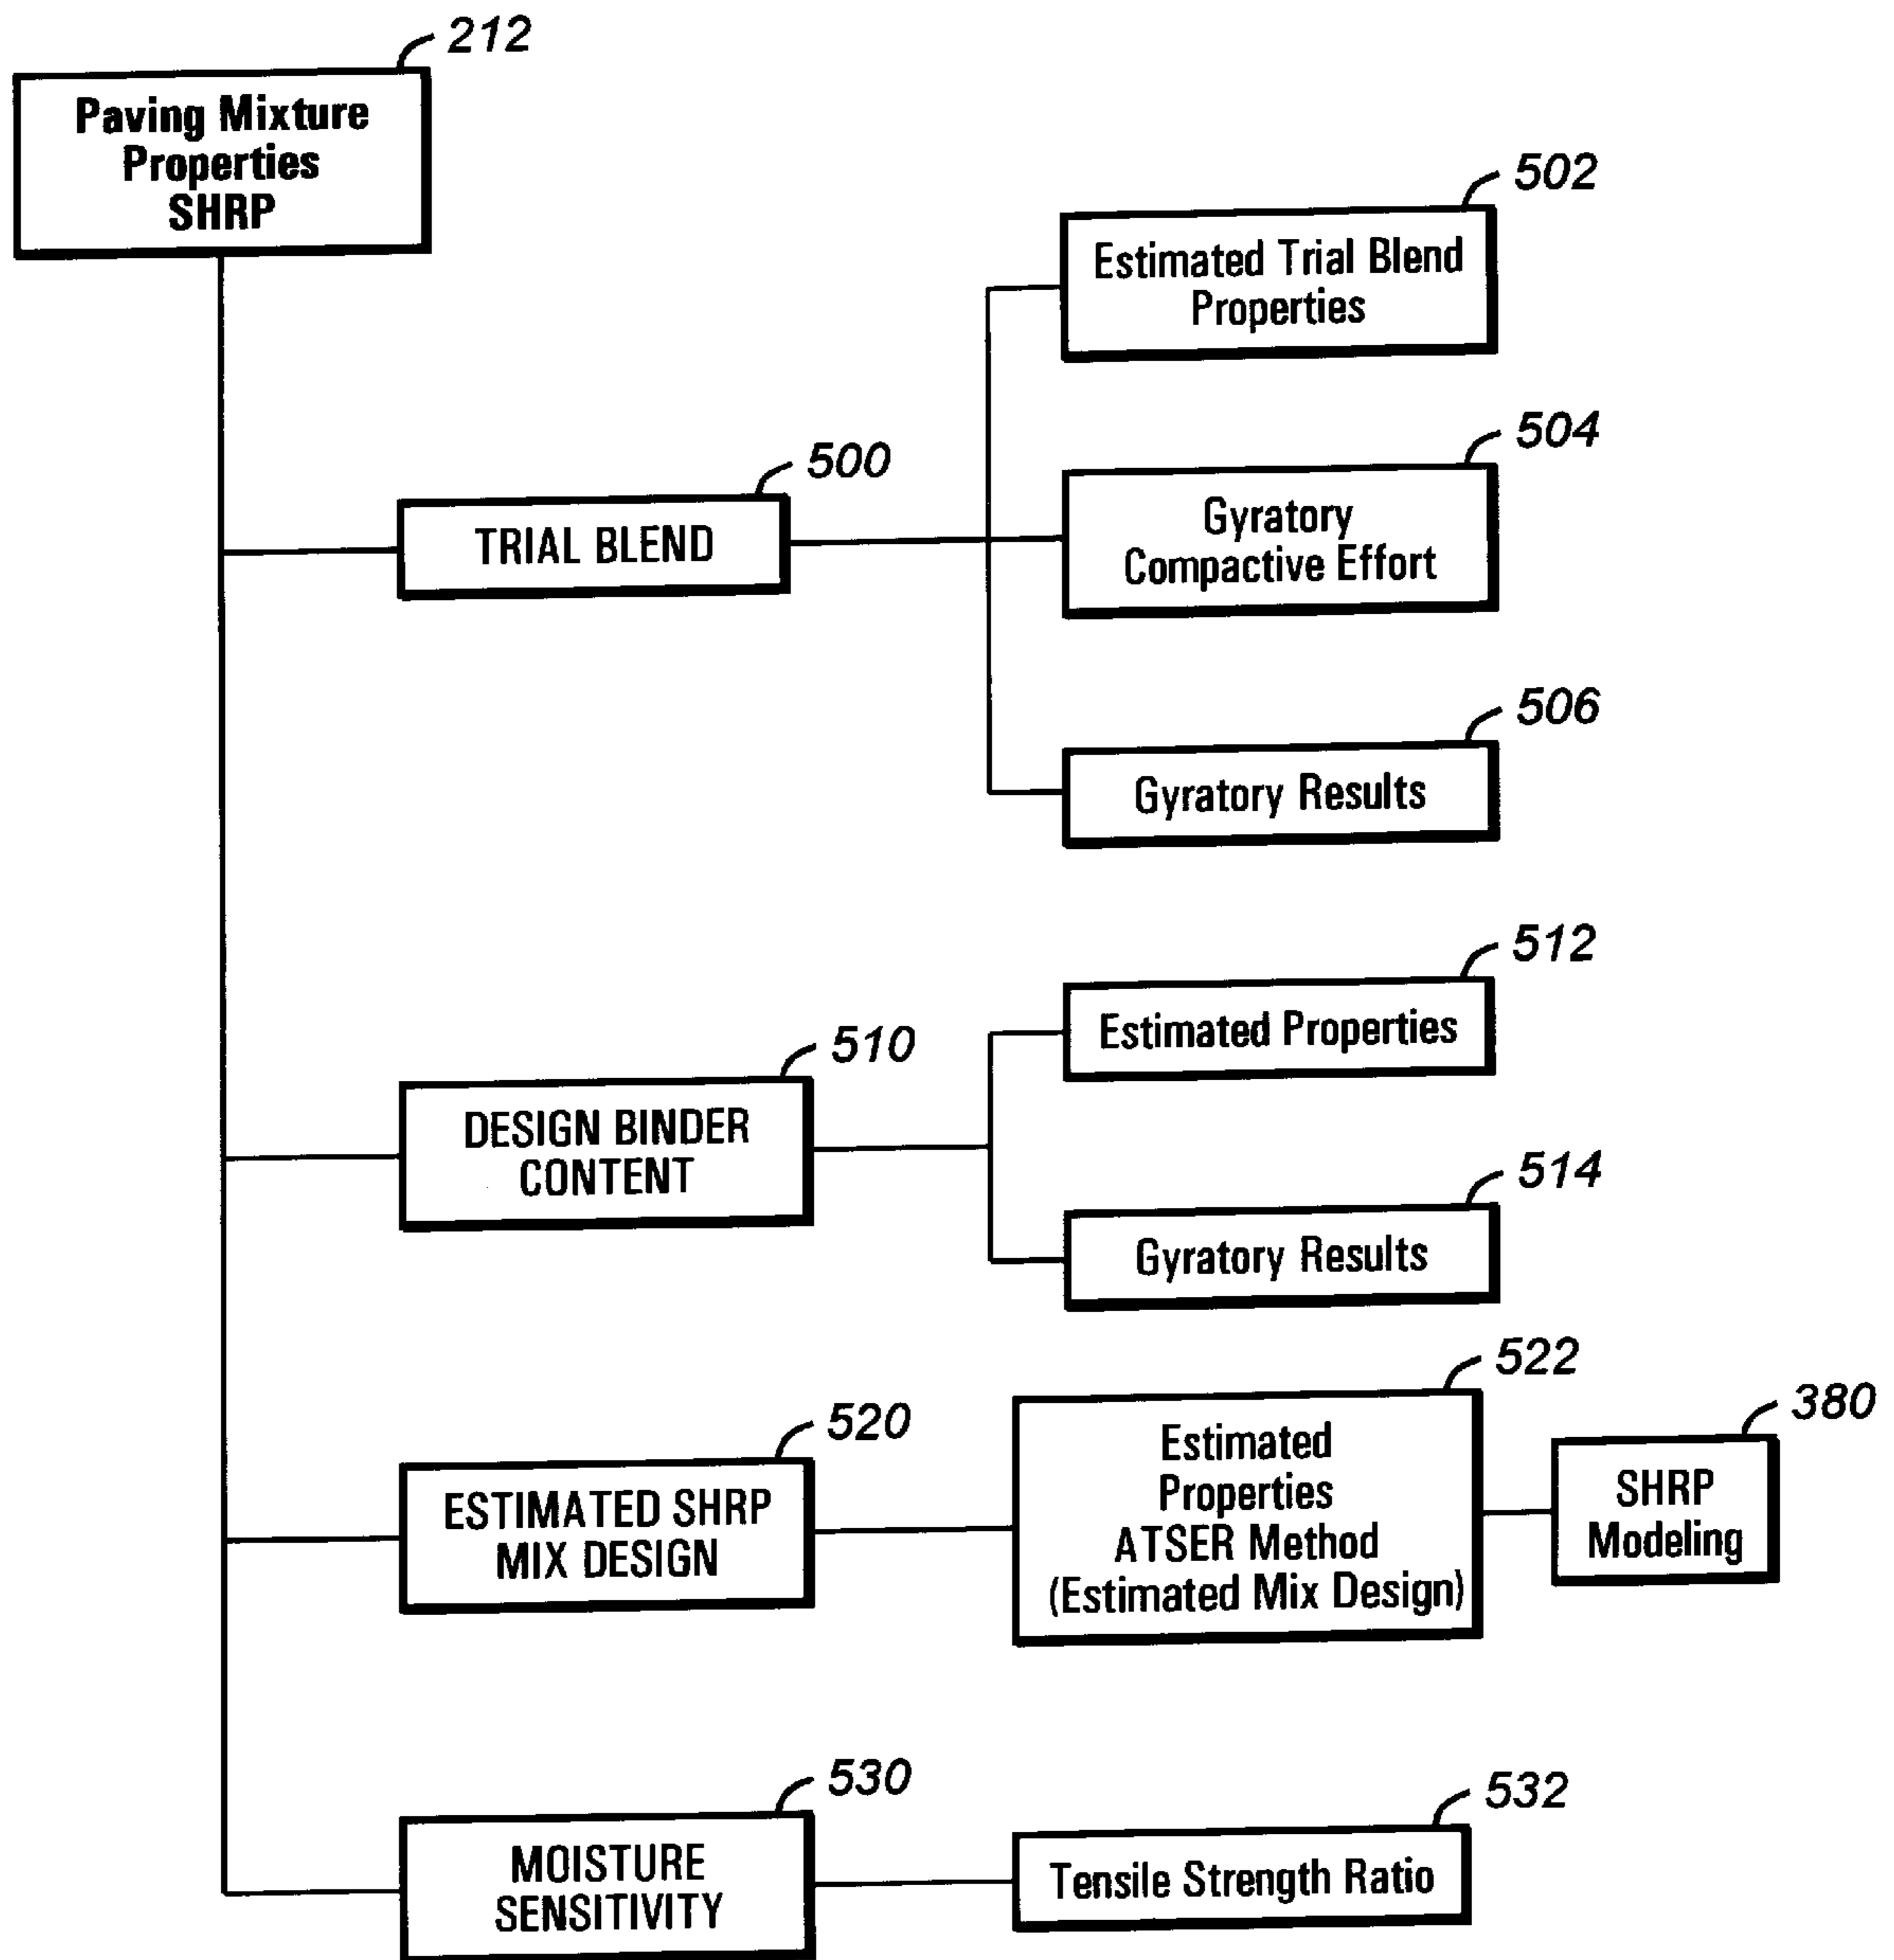 212
Paving Mixture
Properties
SHRP
502
Estimated Trial Blend
Properties
504
Gyratory
Compactive Effort
500
TRIAL BLEND
506
Gyratory Results
512
Estimated Properties
510
DESIGN BINDER
CONTENT
514
Gyratory Results
522
Estimated
Properties
ATSER Method
(Estimated Mix Design)
380
SHRP
Modeling
520
ESTIMATED SHRP
MIX DESIGN
530
MOISTURE
SENSITIVITY
532
Tensile Strength Ratio